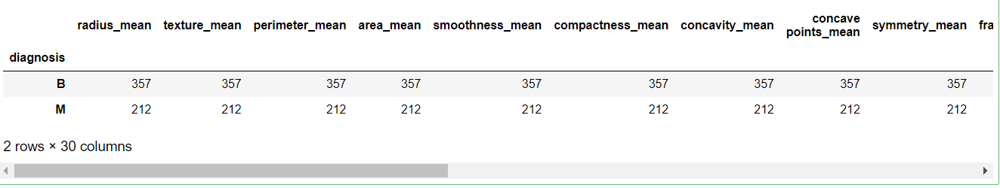 radius_mean texture_mean perimeter_mean area_mean smoothness_mean compactness_mean concavity_mean concave points_mean symmetry_mean fra
diagnosis
B 357 357 357 357 357 357 357 357 357
M 212 212 212 212 212 212 212 212 212
2 rows × 30 columns